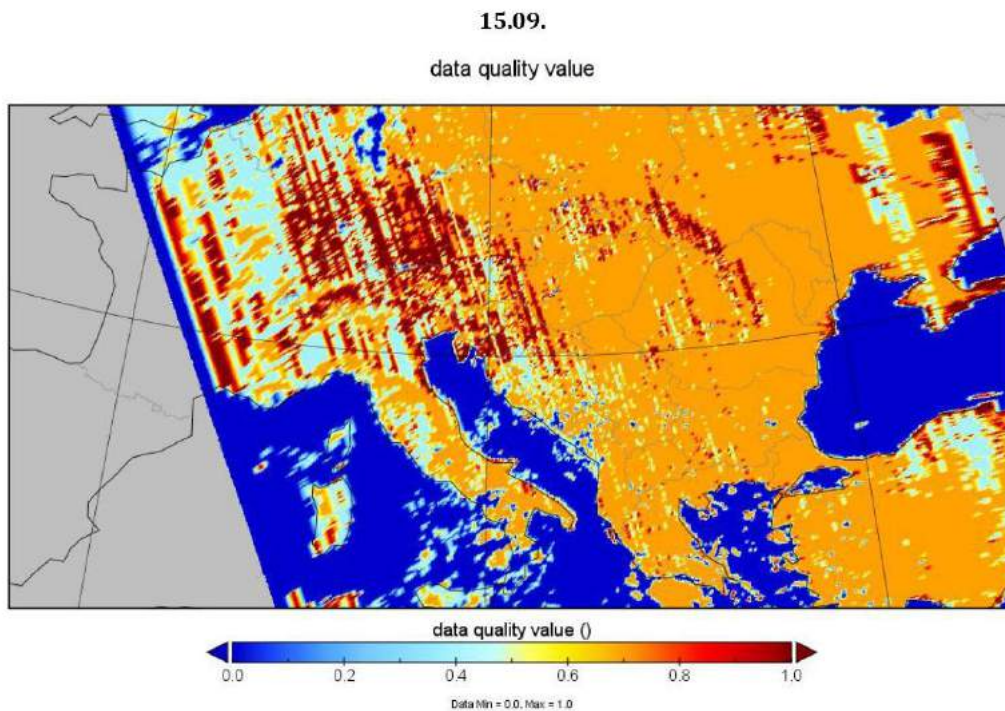 15.09.
data quality value
data quality value ()
0.0 0.2 0.4 0.6 0.8 1.0
Data Min = 0.0, Max = 1.0